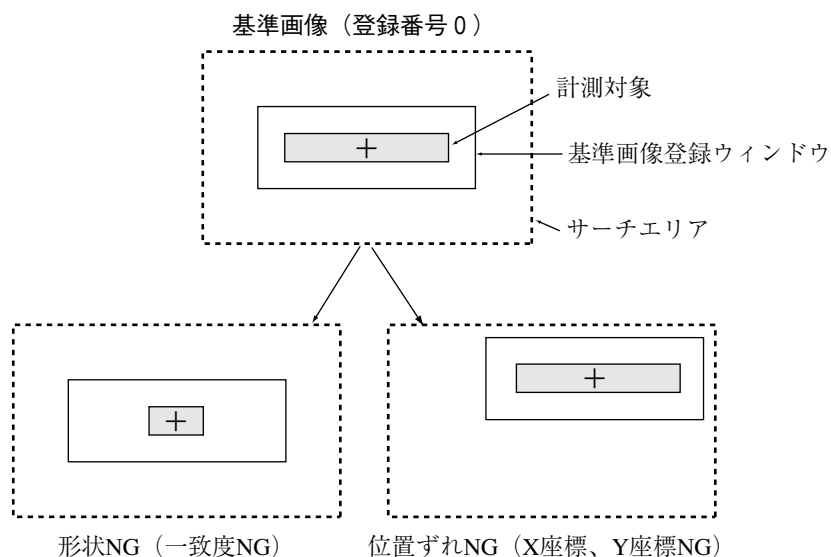 基準画像（登録番号０）
計測対象
基準画像登録ウィンドウ
サーチエリア
形状NG（一致度NG）
位置ずれNG（X座標、Y座標NG）